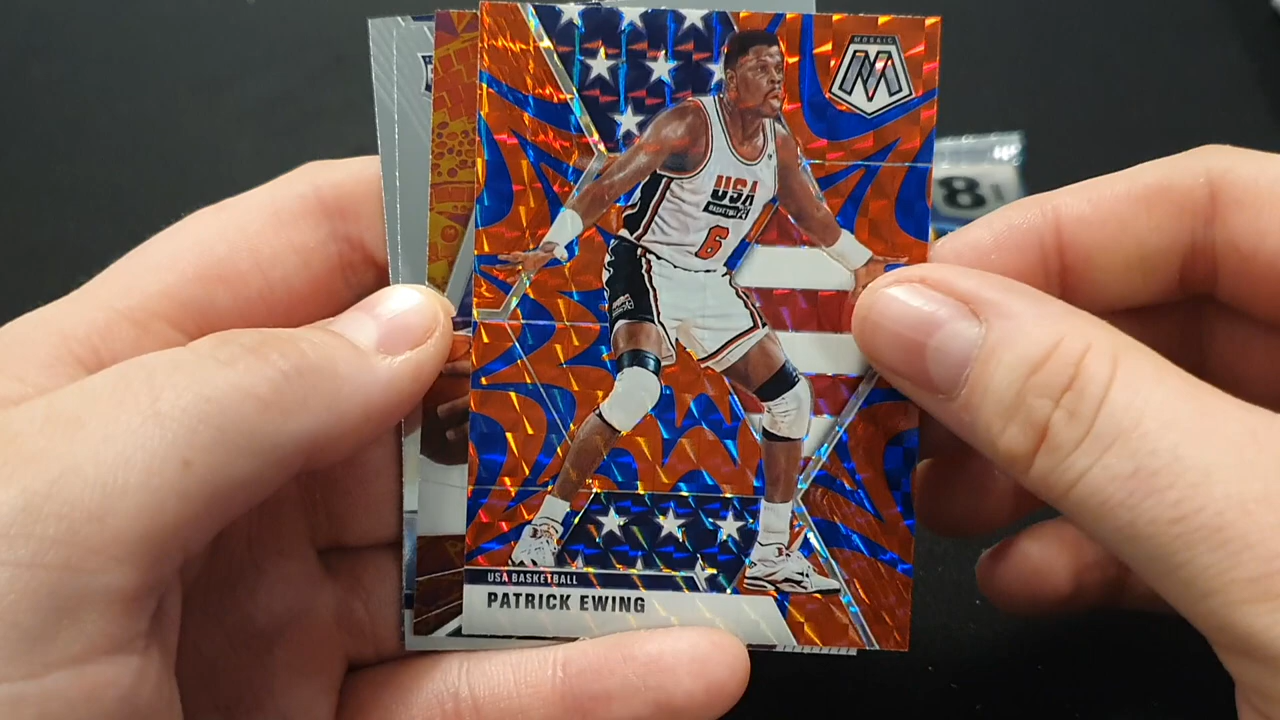 MOSAIC
USA
BASKETBALL
6
USA BASKETBALL
PATRICK EWING
8